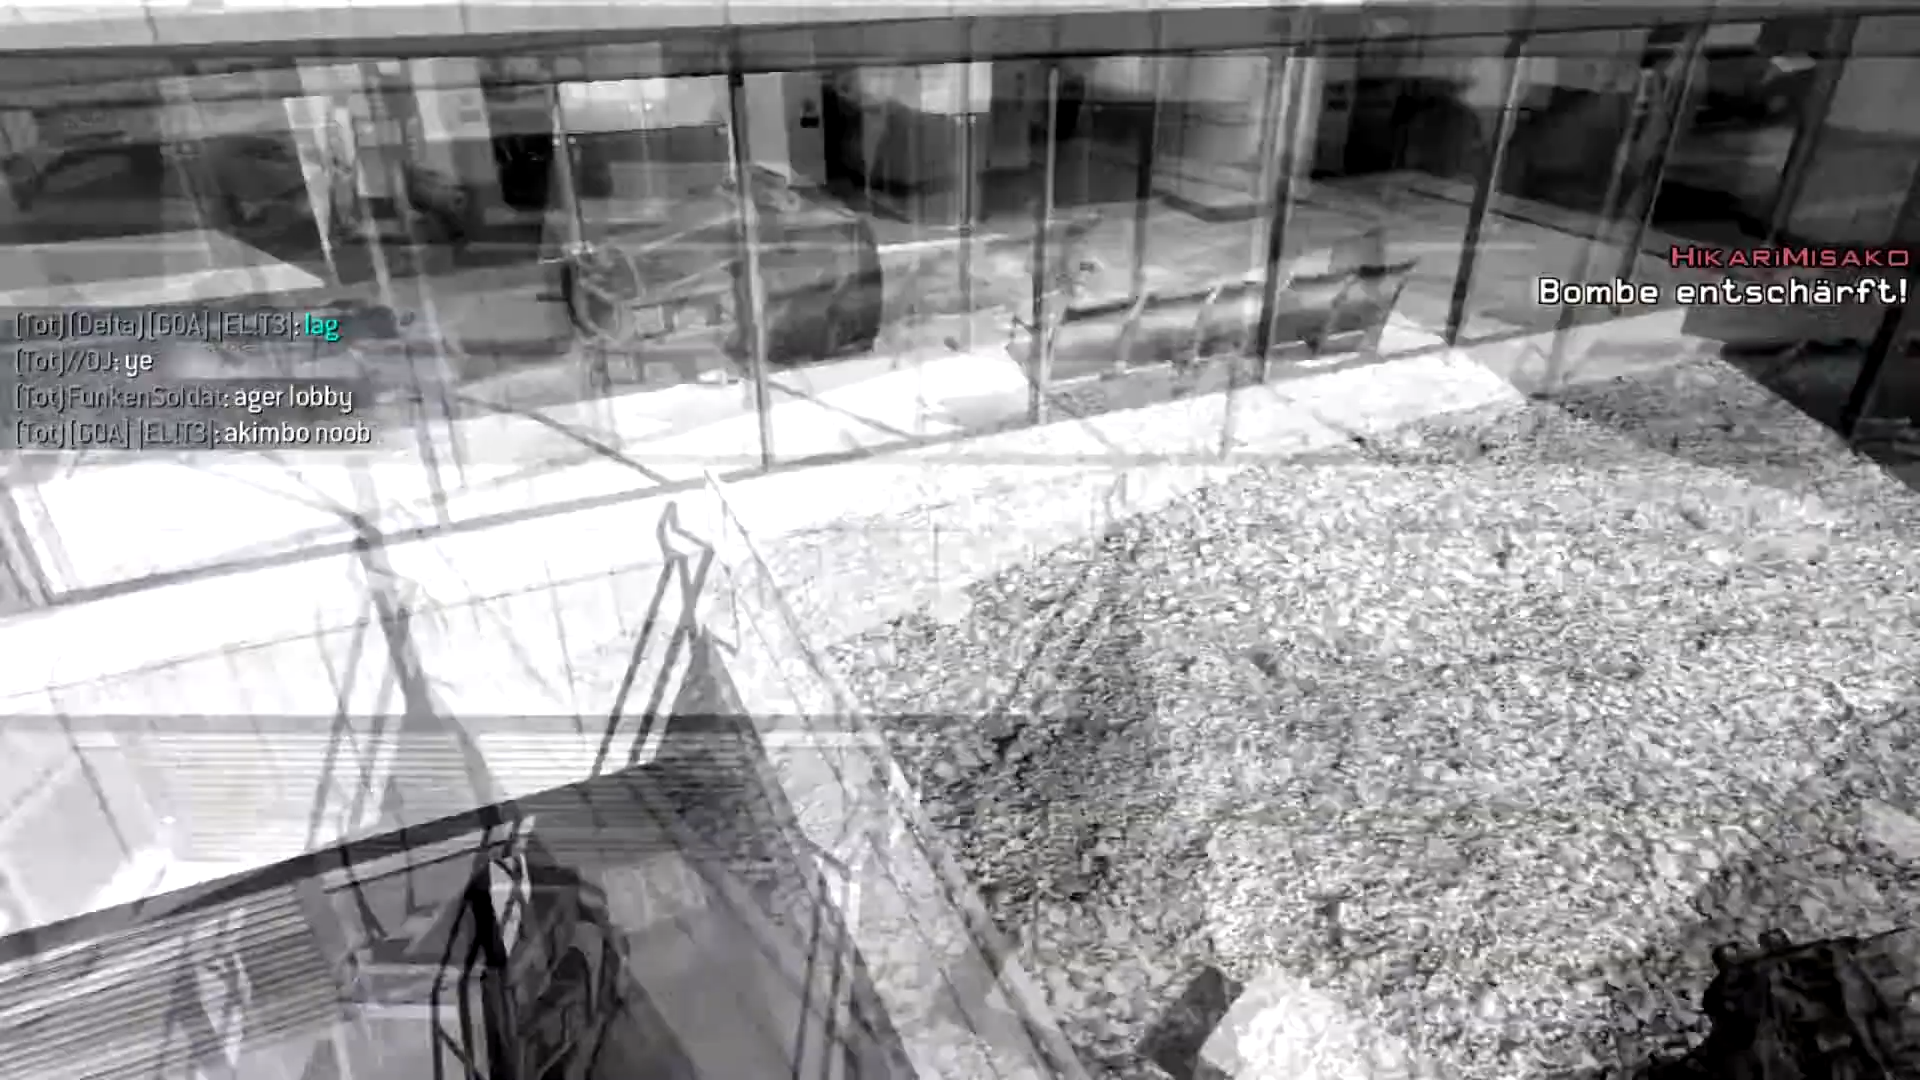 HikariMisako
Bombe entschärft!
(Tot)(Delta)[GOA]|EL!T3|: lag
(Tot)//OJ: ye
(Tot)FunkenSoldat: ager lobby
(Tot)[GOA]|EL!T3|: akimbo noob